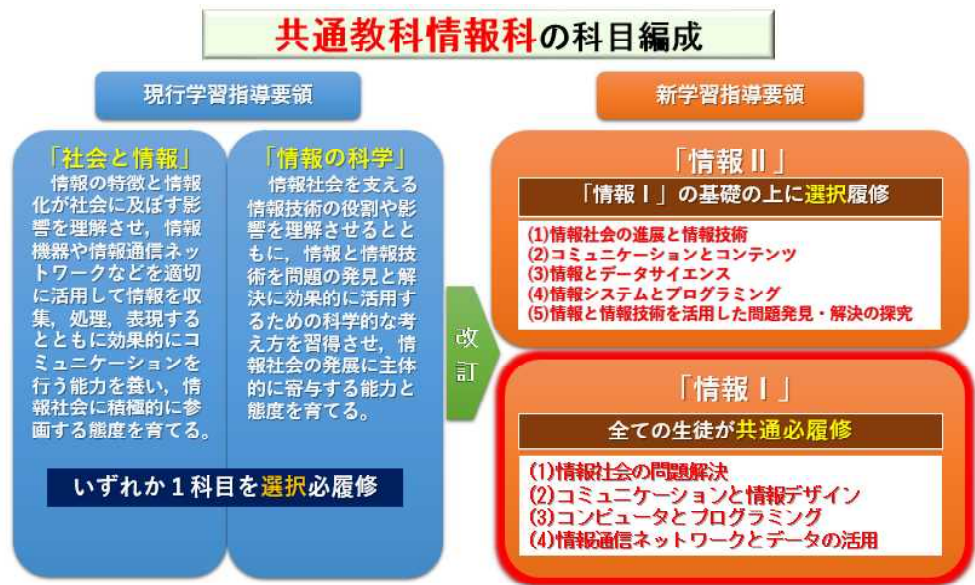 共通教科情報科の科目編成
現行学習指導要領
「社会と情報」
情報の特徴と情報
化が社会に及ぼす影
響を理解させ，情報
機器や情報通信ネッ
トワークなどを適切
に活用して情報を収
集，処理，表現する
とともに効果的にコ
ミュニケーションを
行う能力を養い，情
報社会に積極的に参
画する態度を育てる。
「情報の科学」
情報社会を支える
情報技術の役割や影
響を理解させるとと
もに，情報と情報技
術を問題の発見と解
決に効果的に活用す
るための科学的な考
え方を習得させ，情
報社会の発展に主体
的に寄与する能力と
態度を育てる。
いずれか１科目を選択必履修
改
訂
新学習指導要領
「情報Ⅱ」
「情報Ⅰ」の基礎の上に選択履修
(1)情報社会の進展と情報技術
(2)コミュニケーションとコンテンツ
(3)情報とデータサイエンス
(4)情報システムとプログラミング
(5)情報と情報技術を活用した問題発見・解決の探究
「情報Ⅰ」
全ての生徒が共通必履修
(1)情報社会の問題解決
(2)コミュニケーションと情報デザイン
(3)コンピュータとプログラミング
(4)情報通信ネットワークとデータの活用